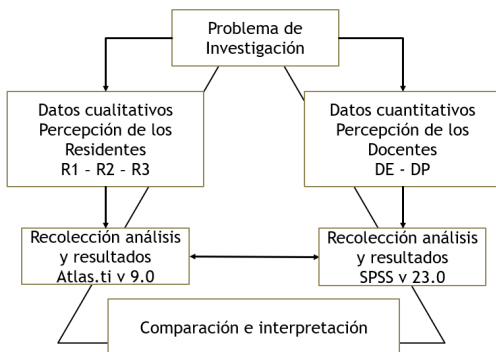 Problema de
Investigación
Datos cualitativos
Percepción de los
Residentes
R1 - R2 - R3
Datos cuantitativos
Percepción de los
Docentes
DE - DP
Recolección análisis
y resultados
Atlas.ti v 9.0
Recolección análisis
y resultados
SPSS v 23.0
Comparación e interpretación